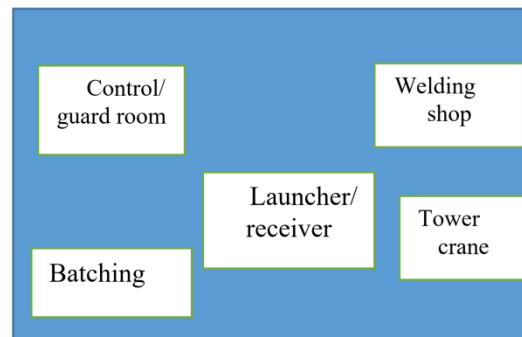 Control/
guard room
Welding
shop
Launcher/
receiver
Tower
crane
Batching